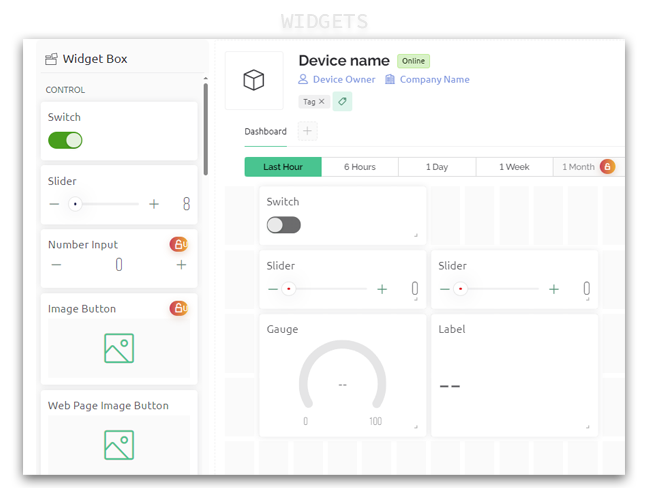 WIDGETS
Widget Box
CONTROL
Switch
Slider
8
Number Input
0
Image Button
Web Page Image Button
Device name Online
Device Owner Company Name
Tag
Dashboard
Last Hour 6 Hours 1 Day 1 Week 1 Month
Switch
Slider Slider
0 0
Gauge Label
-- --
0 100